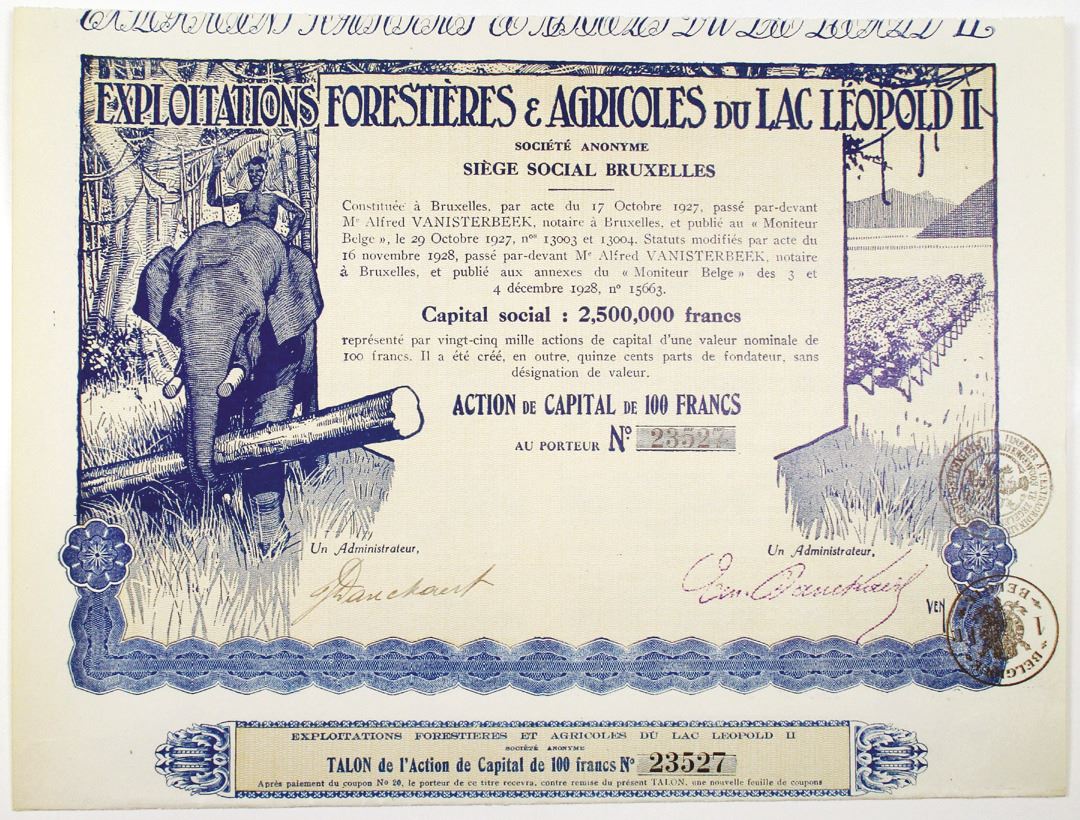 EXPLOITATIONS FORESTIÈRES & AGRICOLES DU LAC LÉOPOLD II
SOCIÉTÉ ANONYME
SIÈGE SOCIAL BRUXELLES
Constituée à Bruxelles, par acte du 17 Octobre 1927, passé par-devant
Me Alfred VANISTERBEEK, notaire à Bruxelles, et publié au « Moniteur
Belge », le 29 Octobre 1927, nos 13003 et 13004. Statuts modifiés par acte du
16 novembre 1928, passé par-devant Me Alfred VANISTERBEEK, notaire
à Bruxelles, et publié aux annexes du « Moniteur Belge » des 3 et
4 décembre 1928, no 15663.
Capital social : 2,500,000 francs
représenté par vingt-cinq mille actions de capital d'une valeur nominale de
100 francs. Il a été créé, en outre, quinze cents parts de fondateur, sans
désignation de valeur.
ACTION DE CAPITAL DE 100 FRANCS
AU PORTEUR No 23527
Un Administrateur,
Un Administrateur,
VEN
EXPLOITATIONS FORESTIERES ET AGRICOLES DU LAC LEOPOLD II
SOCIÉTÉ ANONYME
TALON de l'Action de Capital de 100 francs No 23527
Après paiement du coupon No 20, le porteur de ce titre recevra, contre remise du présent TALON, une nouvelle feuille de coupons